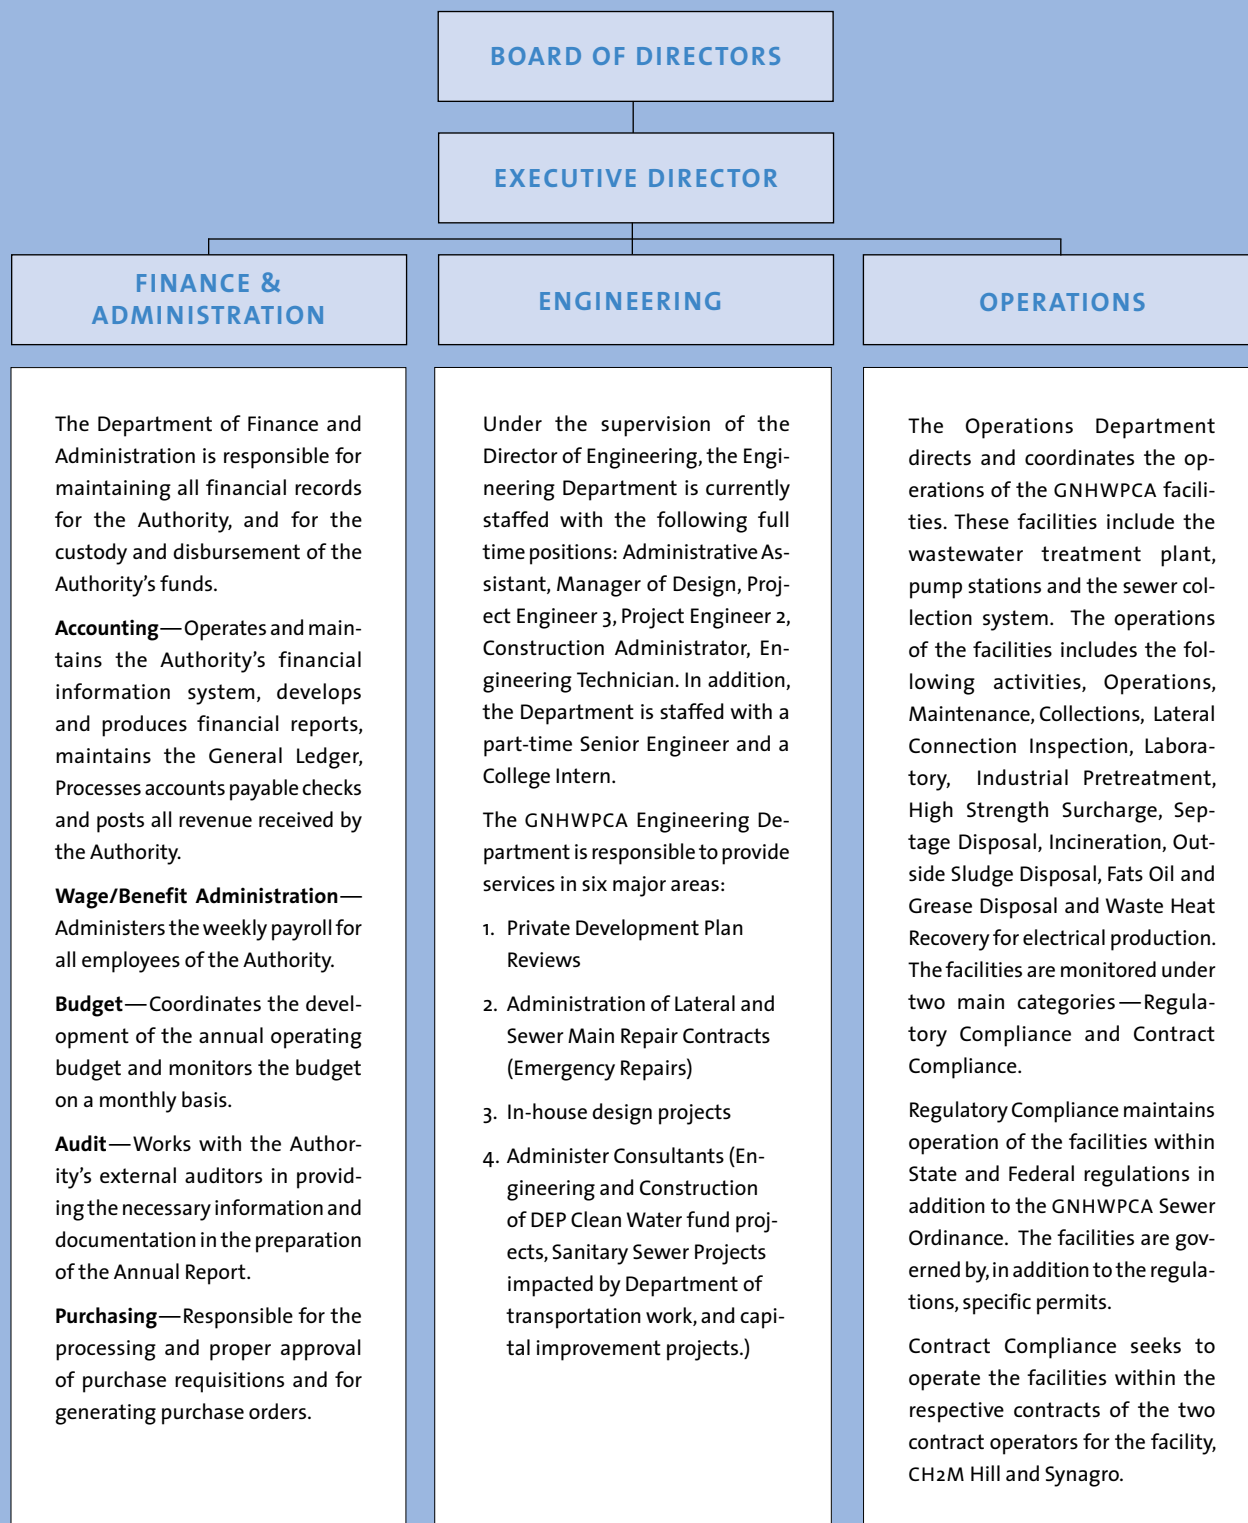 BOARD OF DIRECTORS
EXECUTIVE DIRECTOR
FINANCE &
ADMINISTRATION
ENGINEERING
OPERATIONS
The Department of Finance and
Administration is responsible for
maintaining all financial records
for the Authority, and for the
custody and disbursement of the
Authority's funds.
Accounting—Operates and main-
tains the Authority's financial
information system, develops
and produces financial reports,
maintains the General Ledger,
Processes accounts payable checks
and posts all revenue received by
the Authority.
Wage/Benefit Administration—
Administers the weekly payroll for
all employees of the Authority.
Budget—Coordinates the devel-
opment of the annual operating
budget and monitors the budget
on a monthly basis.
Audit—Works with the Author-
ity's external auditors in provid-
ing the necessary information and
documentation in the preparation
of the Annual Report.
Purchasing—Responsible for the
processing and proper approval
of purchase requisitions and for
generating purchase orders.
Under the supervision of the
Director of Engineering, the Engi-
neering Department is currently
staffed with the following full
time positions: Administrative As-
sistant, Manager of Design, Proj-
ect Engineer 3, Project Engineer 2,
Construction Administrator, En-
gineering Technician. In addition,
the Department is staffed with a
part-time Senior Engineer and a
College Intern.
The GNHWPCA Engineering De-
partment is responsible to provide
services in six major areas:
1. Private Development Plan
Reviews
2. Administration of Lateral and
Sewer Main Repair Contracts
(Emergency Repairs)
3. In-house design projects
4. Administer Consultants (En-
gineering and Construction
of DEP Clean Water fund proj-
ects, Sanitary Sewer Projects
impacted by Department of
transportation work, and capi-
tal improvement projects.)
The Operations Department
directs and coordinates the op-
erations of the GNHWPCA facili-
ties. These facilities include the
wastewater treatment plant,
pump stations and the sewer col-
lection system. The operations
of the facilities includes the fol-
lowing activities, Operations,
Maintenance, Collections, Lateral
Connection Inspection, Labora-
tory, Industrial Pretreatment,
High Strength Surcharge, Sep-
tage Disposal, Incineration, Out-
side Sludge Disposal, Fats Oil and
Grease Disposal and Waste Heat
Recovery for electrical production.
The facilities are monitored under
two main categories—Regula-
tory Compliance and Contract
Compliance.
Regulatory Compliance maintains
operation of the facilities within
State and Federal regulations in
addition to the GNHWPCA Sewer
Ordinance. The facilities are gov-
erned by, in addition to the regula-
tions, specific permits.
Contract Compliance seeks to
operate the facilities within the
respective contracts of the two
contract operators for the facility,
CH2M Hill and Synagro.